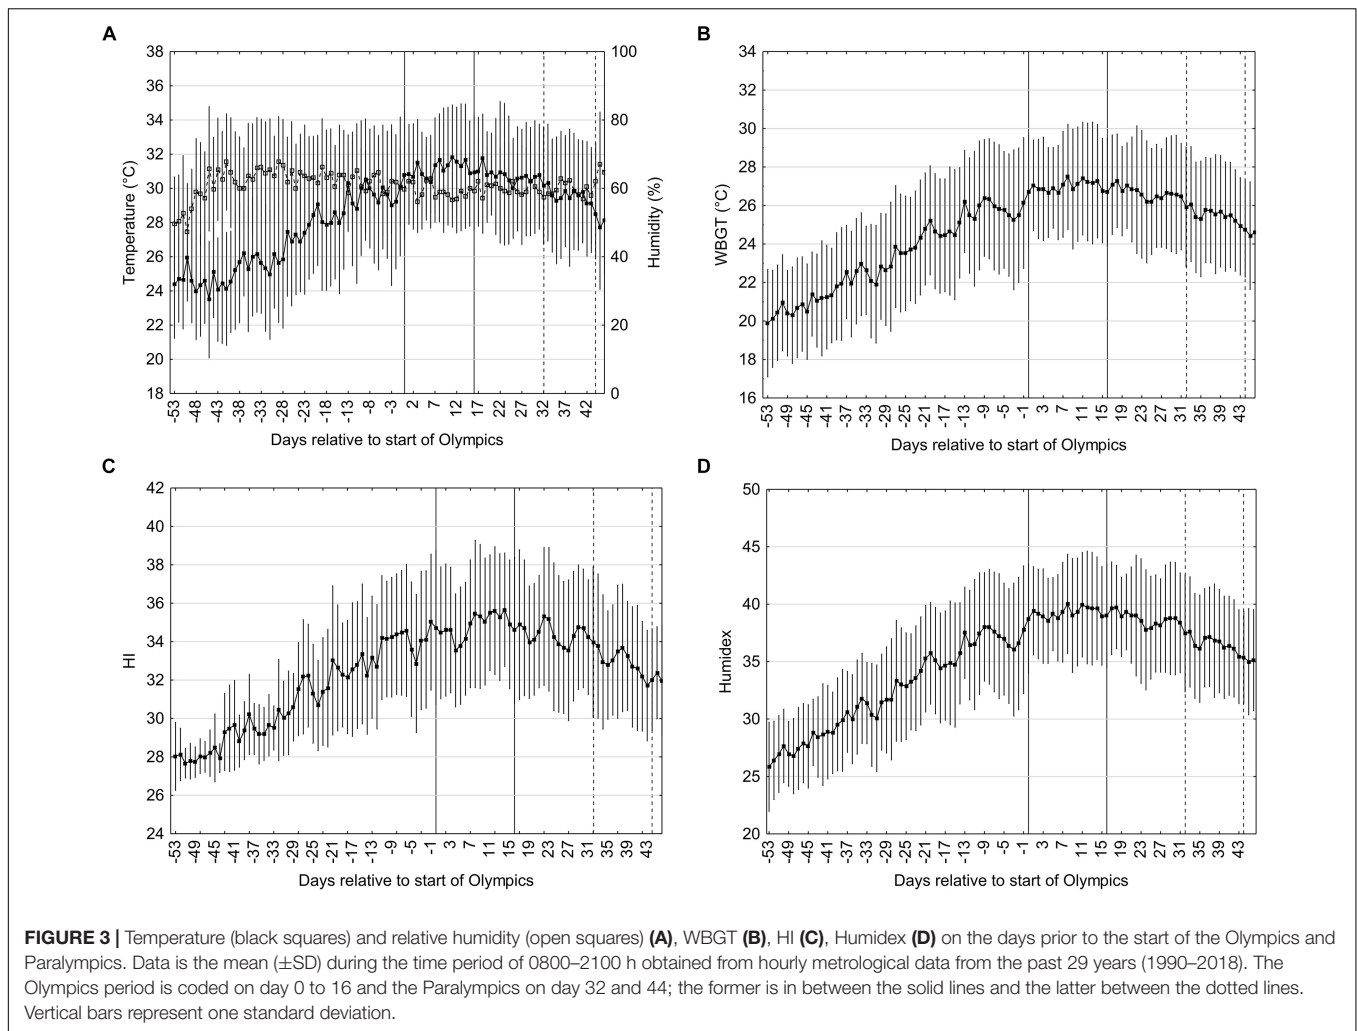 A
38
36
34
32
30
28
26
24
22
20
18
Temperature (°C)
100
80
60
40
20
0
Humidity (%)
-53 -48 -43 -38 -33 -28 -23 -18 -13 -8 -3 2 7 12 17 22 27 32 37 42
Days relative to start of Olympics
B
34
32
30
28
26
24
22
20
18
16
WBGT (°C)
-53 -49 -45 -41 -37 -33 -29 -25 -21 -17 -13 -9 -5 -1 3 7 11 15 19 23 27 31 35 39 43
Days relative to start of Olympics
C
42
40
38
36
34
32
30
28
26
24
HI
-53 -49 -45 -41 -37 -33 -29 -25 -21 -17 -13 -9 -5 -1 3 7 11 15 19 23 27 31 35 39 43
Days relative to start of Olympics
D
50
45
40
35
30
25
20
Humidex
-53 -49 -45 -41 -37 -33 -29 -25 -21 -17 -13 -9 -5 -1 3 7 11 15 19 23 27 31 35 39 43
Days relative to start of Olympics
FIGURE 3 | Temperature (black squares) and relative humidity (open squares) (A), WBGT (B), HI (C), Humidex (D) on the days prior to the start of the Olympics and
Paralympics. Data is the mean (±SD) during the time period of 0800–2100 h obtained from hourly metrological data from the past 29 years (1990–2018). The
Olympics period is coded on day 0 to 16 and the Paralympics on day 32 and 44; the former is in between the solid lines and the latter between the dotted lines.
Vertical bars represent one standard deviation.